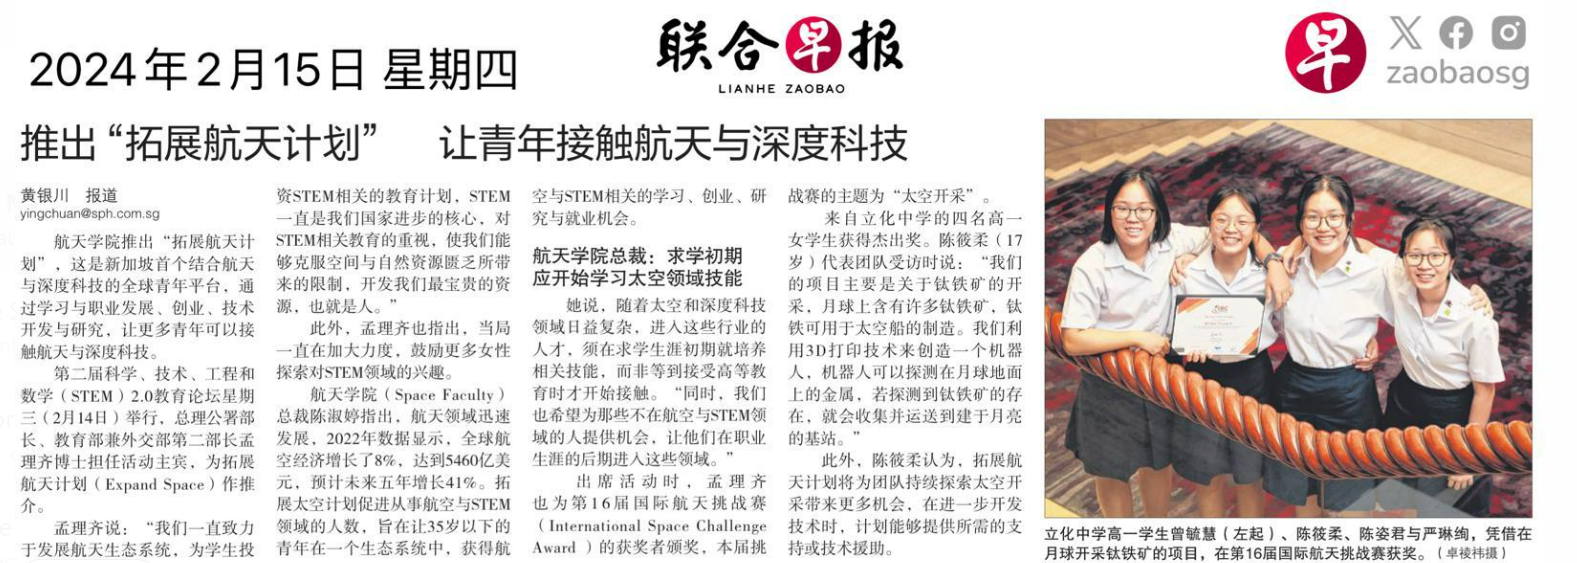 2024年2月15日 星期四
联合早报
LIANHE ZAOBAO
早
zaobaosg
推出“拓展航天计划” 让青年接触航天与深度科技
黄银川 报道
yingchuan@sph.com.sg
航天学院推出“拓展航天计
划”，这是新加坡首个结合航天
与深度科技的全球青年平台，通
过学习与职业发展、创业、技术
开发与研究，让更多青年可以接
触航天与深度科技。
第二届科学、技术、工程和
数学（STEM）2.0教育论坛星期
三（2月14日）举行，总理公署部
长、教育部兼外交部第二部长孟
理齐博士担任活动主宾，为拓展
航天计划（Expand Space）作推
介。
孟理齐说：“我们一直致力
于发展航天生态系统，为学生投
资STEM相关的教育计划，STEM
一直是我们国家进步的核心，对
STEM相关教育的重视，使我们能
够克服空间与自然资源匮乏所带
来的限制，开发我们最宝贵的资
源，也就是人。”
此外，孟理齐也指出，当局
一直在加大力度，鼓励更多女性
探索对STEM领域的兴趣。
航天学院（Space Faculty）
总裁陈淑婷指出，航天领域迅速
发展，2022年数据显示，全球航
空经济增长了8%，达到5460亿美
元，预计未来五年增长41%。拓
展太空计划促进从事航空与STEM
领域的人数，旨在让35岁以下的
青年在一个生态系统中，获得航
空与STEM相关的学习、创业、研
究与就业机会。
航天学院总裁：求学初期
应开始学习太空领域技能
她说，随着太空和深度科技
领域日益复杂，进入这些行业的
人才，须在求学生涯初期就培养
相关技能，而非等到接受高等教
育时才开始接触。“同时，我们
也希望为那些不在航空与STEM领
域的人提供机会，让他们在职业
生涯的后期进入这些领域。”
出席活动时，孟理齐
也为第16届国际航天挑战赛
（International Space Challenge
Award ）的获奖者颁奖，本届挑
战赛的主题为“太空开采”。
来自立化中学的四名高一
女学生获得杰出奖。陈筱柔（17
岁）代表团队受访时说：“我们
的项目主要是关于钛铁矿的开
采，月球上含有许多钛铁矿，钛
铁可用于太空船的制造。我们利
用3D打印技术来创造一个机器
人，机器人可以探测在月球地面
上的金属，若探测到钛铁矿的存
在，就会收集并运送到建于月亮
的基站。”
此外，陈筱柔认为，拓展航
天计划将为团队持续探索太空开
采带来更多机会，在进一步开发
技术时，计划能够提供所需的支
持或技术援助。
立化中学高一学生曾毓慧（左起）、陈筱柔、陈姿君与严琳绚，凭借在
月球开采钛铁矿的项目，在第16届国际航天挑战赛获奖。（卓祾祎摄）